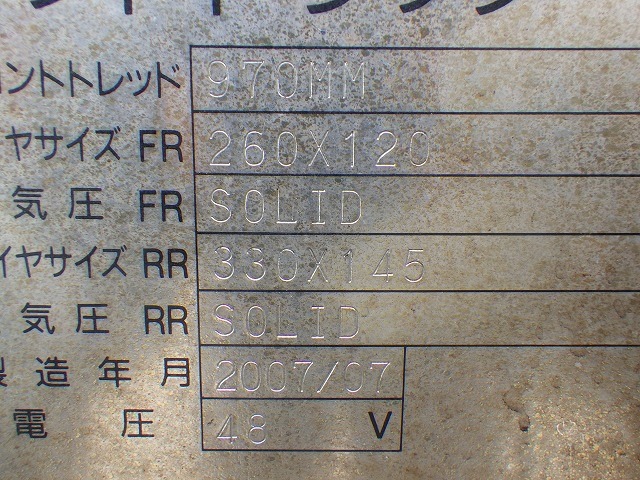 ントトレッド 970MM
ヤサイズ FR 260X120
気圧 FR SOLID
イヤサイズ RR 330X145
気圧 RR SOLID
製造年月 2007/07
電圧 48 V